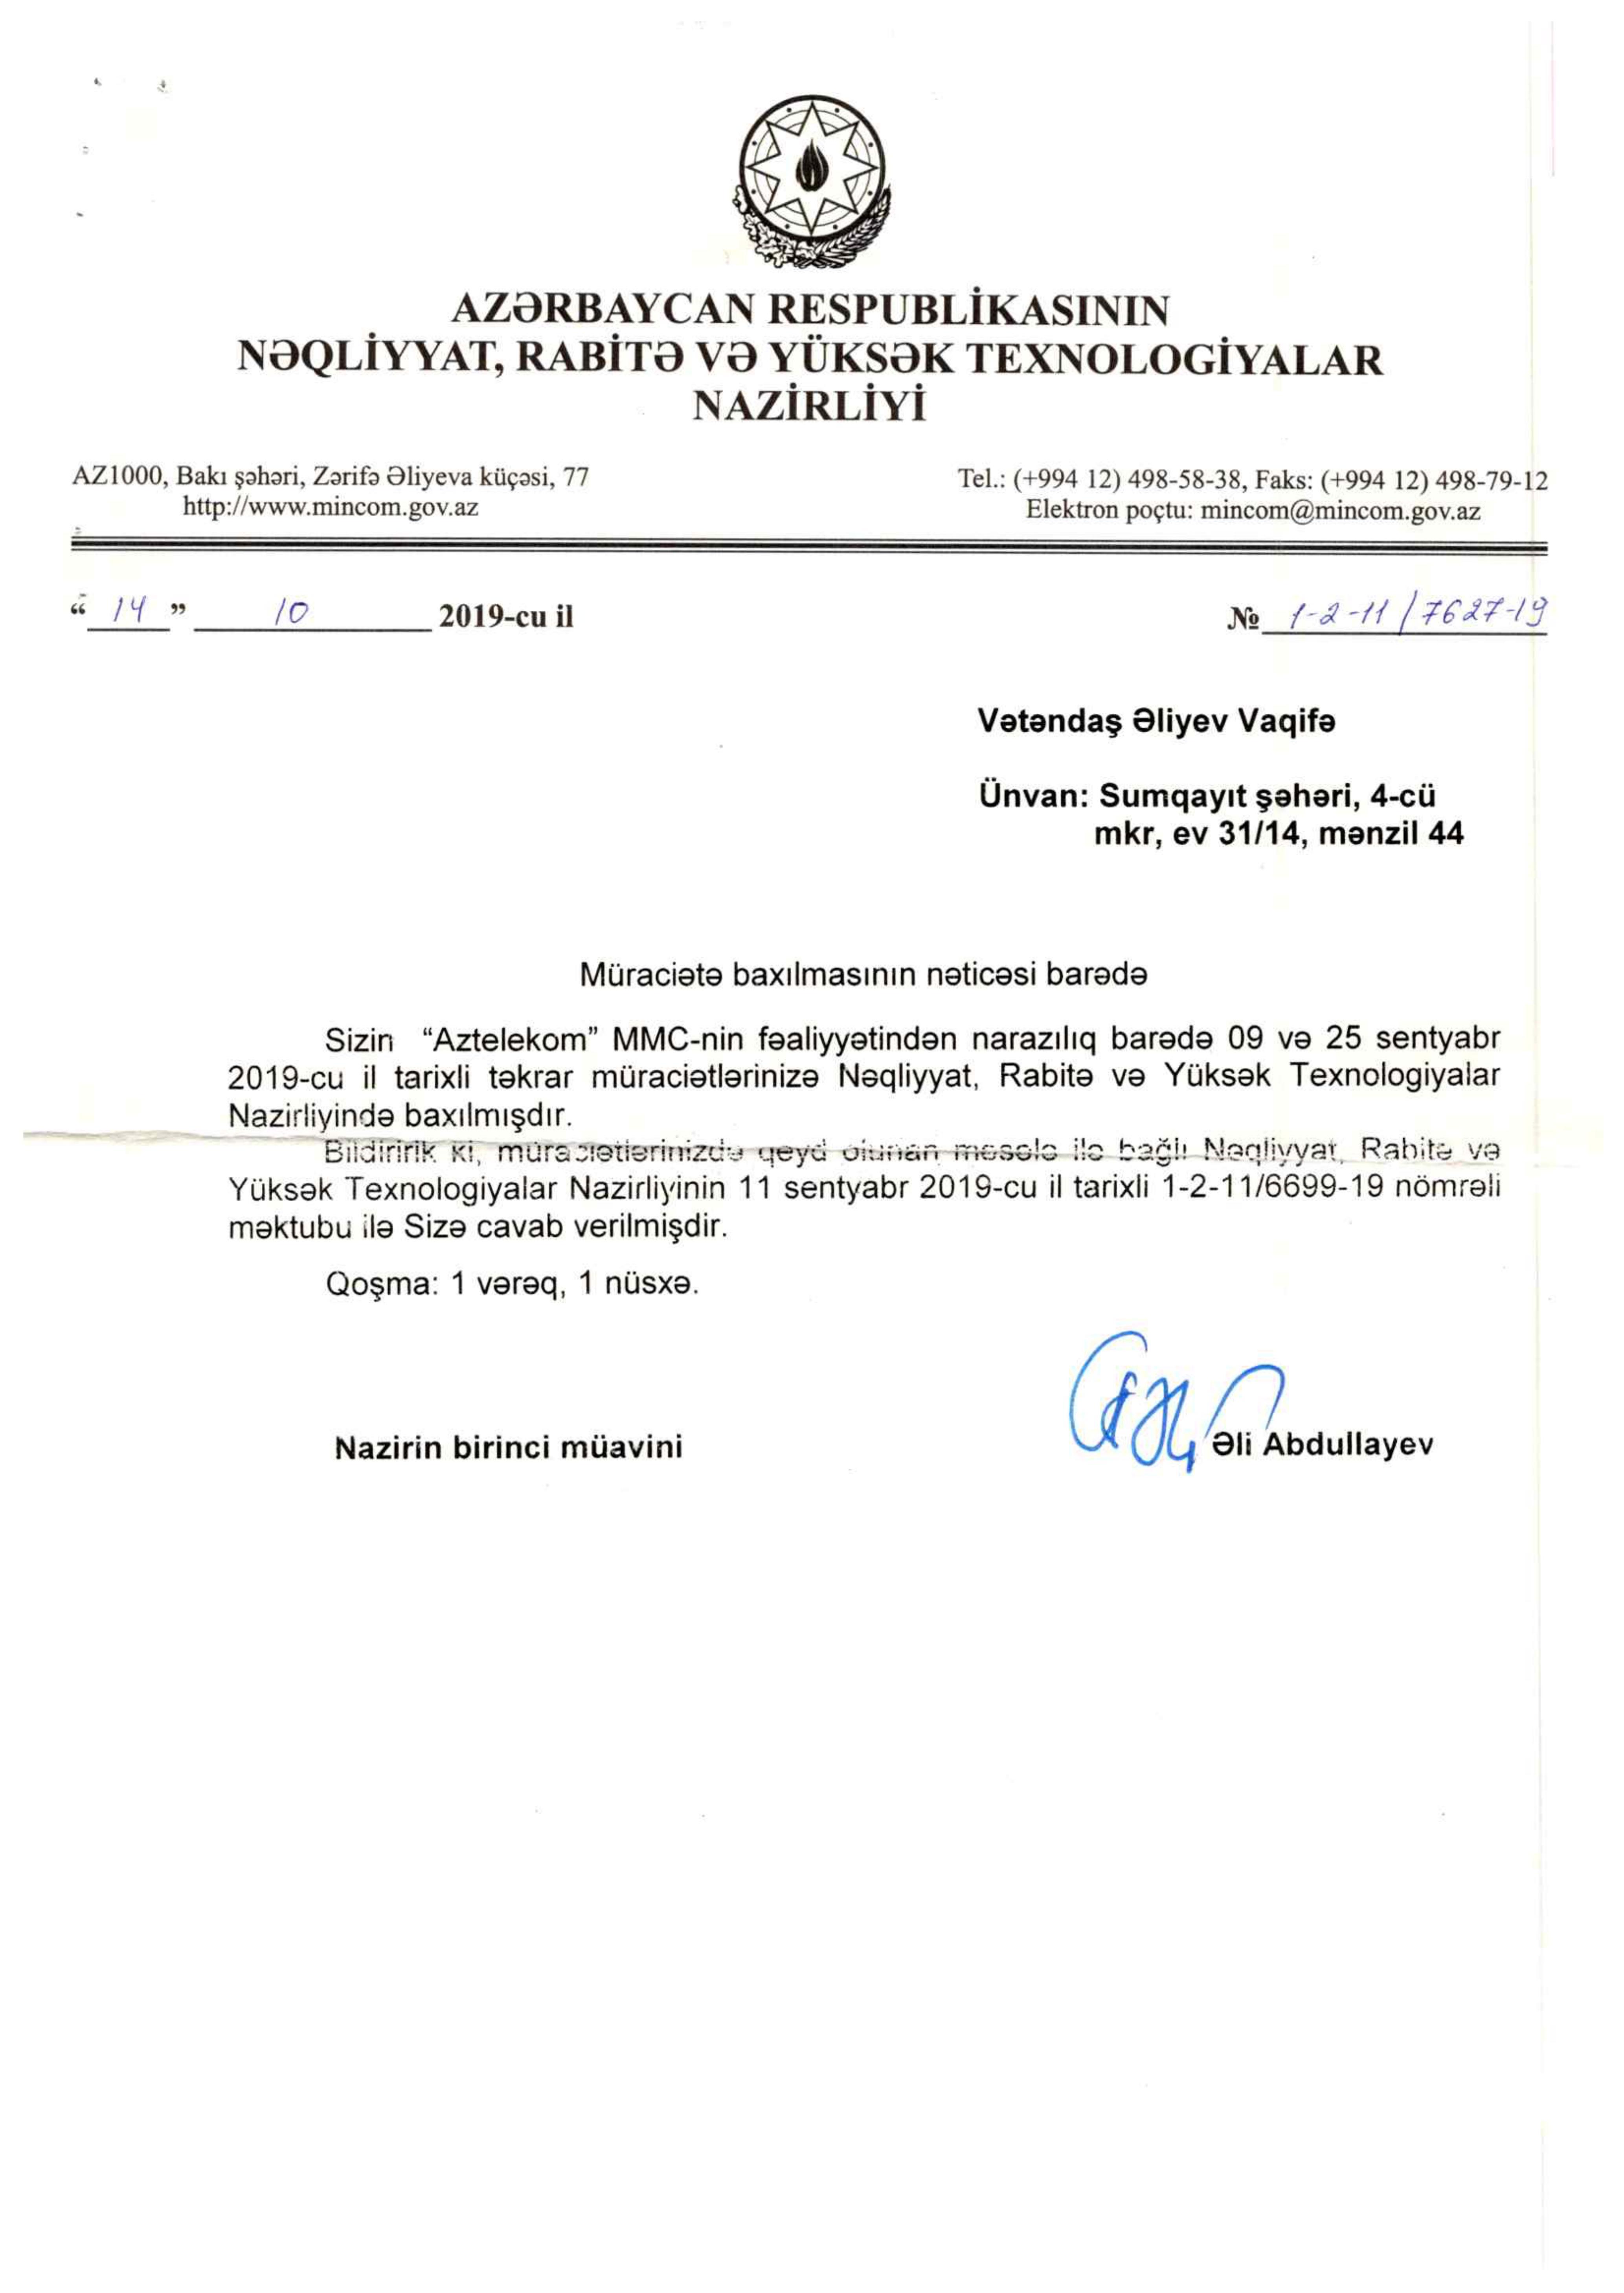 AZƏRBAYCAN RESPUBLİKASININ
NƏQLİYYAT, RABİTƏ VƏ YÜKSƏK TEXNOLOGİYALAR
NAZİRLİYİ
AZ1000, Bakı şəhəri, Zərifə Əliyeva küçəsi, 77
http://www.mincom.gov.az
Tel.: (+994 12) 498-58-38, Faks: (+994 12) 498-79-12
Elektron poçtu: mincom@mincom.gov.az
“ 14 ” 10 2019-cu il
№ 1-2-11/7627-19
Vətəndaş Əliyev Vaqifə
Ünvan: Sumqayıt şəhəri, 4-cü
mkr, ev 31/14, mənzil 44
Müraciətə baxılmasının nəticəsi barədə
Sizin “Aztelekom” MMC-nin fəaliyyətindən narazılıq barədə 09 və 25 sentyabr
2019-cu il tarixli təkrar müraciətlərinizə Nəqliyyat, Rabitə və Yüksək Texnologiyalar
Nazirliyində baxılmışdır.
Bildiririk ki, müraciətlərinizdə qeyd olunan məsələ ilə bağlı Nəqliyyat, Rabitə və
Yüksək Texnologiyalar Nazirliyinin 11 sentyabr 2019-cu il tarixli 1-2-11/6699-19 nömrəli
məktubu ilə Sizə cavab verilmişdir.
Qoşma: 1 vərəq, 1 nüsxə.
Nazirin birinci müavini
Əli Abdullayev